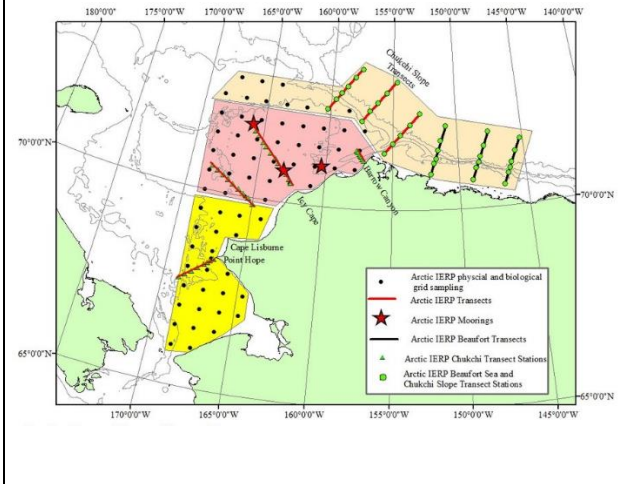 180°0'0"W 175°0'0"W 170°0'0"W 165°0'0"W 160°0'0"W 155°0'0"W 150°0'0"W 145°0'0"W 140°0'0"W
Chukchi Slope
Transects
70°0'0"N
70°0'0"N
Barrow Canyon
Icy Cape
Cape Lisburne
Point Hope
Arctic IERP physcial and biological
grid sampling
Arctic IERP Transects
Arctic IERP Moorings
Arctic IERP Beaufort Transects
Arctic IERP Chukchi Transect Stations
Arctic IERP Beaufort Sea and
Chukchi Slope Transect Stations
65°0'0"N
65°0'0"N
170°0'0"W 165°0'0"W 160°0'0"W 155°0'0"W 150°0'0"W 145°0'0"W